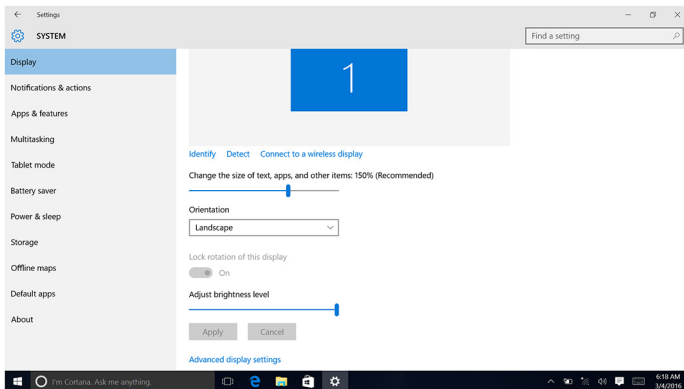 Settings
SYSTEM
Find a setting
Display
Notifications & actions
Apps & features
Multitasking
Tablet mode
Battery saver
Power & sleep
Storage
Offline maps
Default apps
About
1
Identify Detect Connect to a wireless display
Change the size of text, apps, and other items: 150% (Recommended)
Orientation
Landscape
Lock rotation of this display
On
Adjust brightness level
Apply Cancel
Advanced display settings
I'm Cortana. Ask me anything.
6:18 AM
3/4/2016